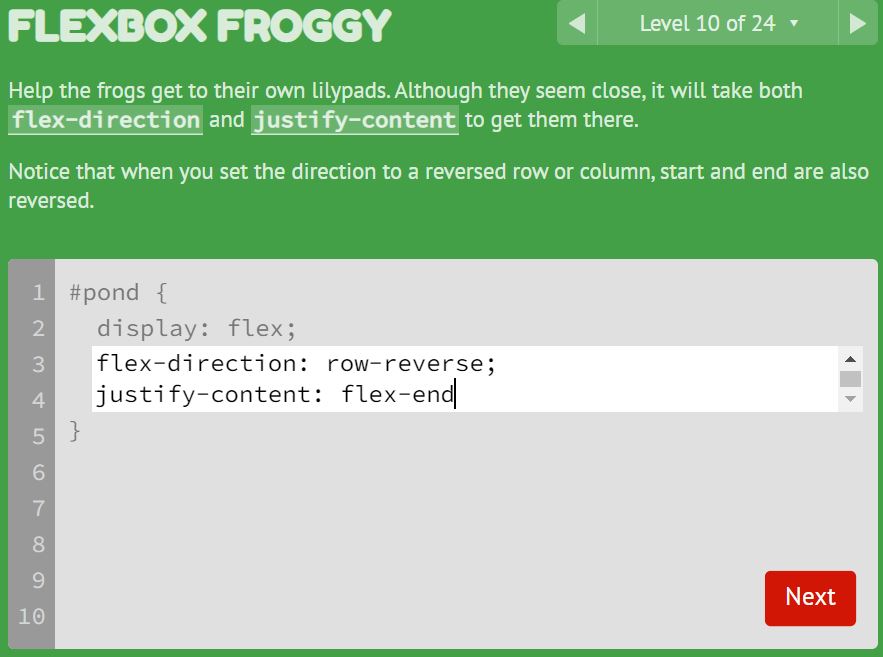 FLEXBOX FROGGY
Level 10 of 24
Help the frogs get to their own lilypads. Although they seem close, it will take both
flex-direction and justify-content to get them there.
Notice that when you set the direction to a reversed row or column, start and end are also
reversed.
1 #pond {
2 display: flex;
3 flex-direction: row-reverse;
4 justify-content: flex-end
5 }
6
7
8
9
10
Next